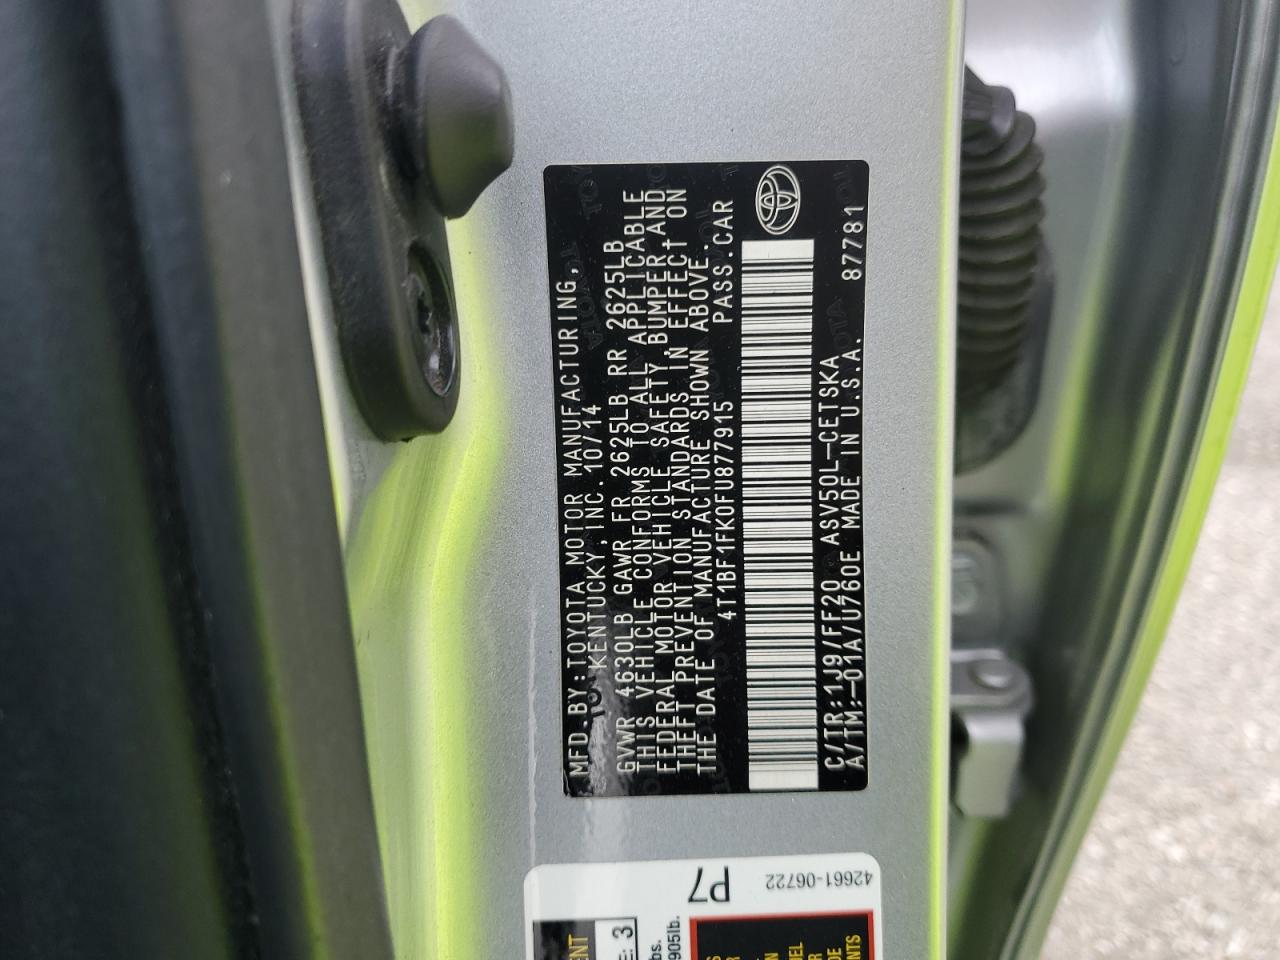 MFD.BY:TOYOTA MOTOR MANUFACTURING,
KENTUCKY, INC. 10/14
GVWR 4630LB GAWR FR 2625LB RR 2625LB
THIS VEHICLE CONFORMS TO ALL APPLICABLE
FEDERAL MOTOR VEHICLE SAFETY, BUMPER, AND
THEFT PREVENTION STANDARDS IN EFFECT ON
THE DATE OF MANUFACTURE SHOWN ABOVE.
4T1BF1FK0FU877915 PASS.CAR
C/TR:1J9/FF20 ASV50L-CETSKA
A/TM:-01A/U760E MADE IN U.S.A. 87781
P7
42661-06722
3
905lb.